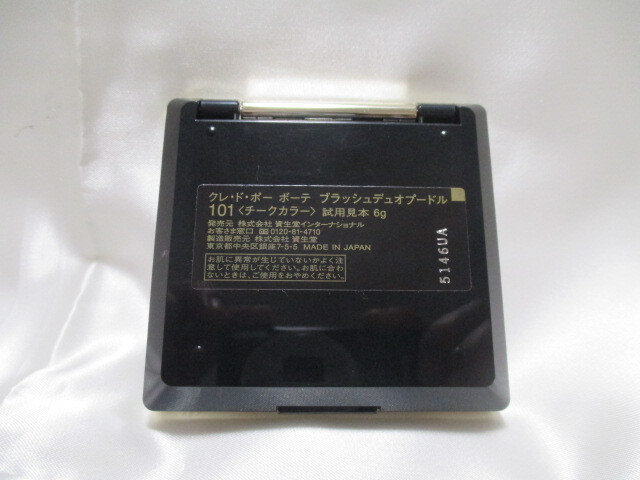 クレ・ド・ポー ボーテ ブラッシュデュオプードル
101〈チークカラー〉試用見本 6g
発売元 株式会社 資生堂インターナショナル
お客さま窓口 0120-81-4710
製造販売元 株式会社 資生堂
東京都中央区銀座7-5-5 MADE IN JAPAN
お肌に異常が生じていないかよく注
意して使用してください。お肌に合わ
ないときは、ご使用をおやめください。
5146UA